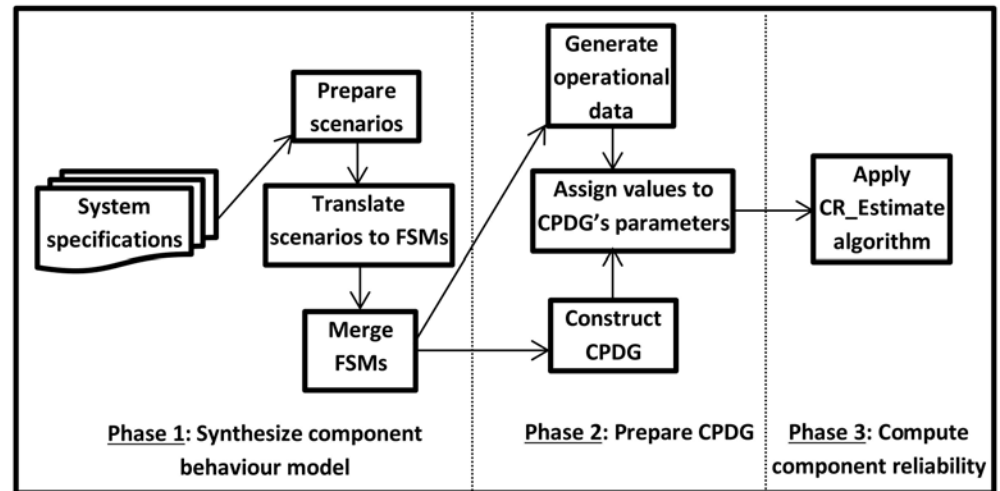 System
specifications
Prepare
scenarios
Translate
scenarios to FSMs
Merge
FSMs
Phase 1: Synthesize component
behaviour model
Generate
operational
data
Assign values to
CPDG's parameters
Construct
CPDG
Phase 2: Prepare CPDG
Apply
CR_Estimate
algorithm
Phase 3: Compute
component reliability